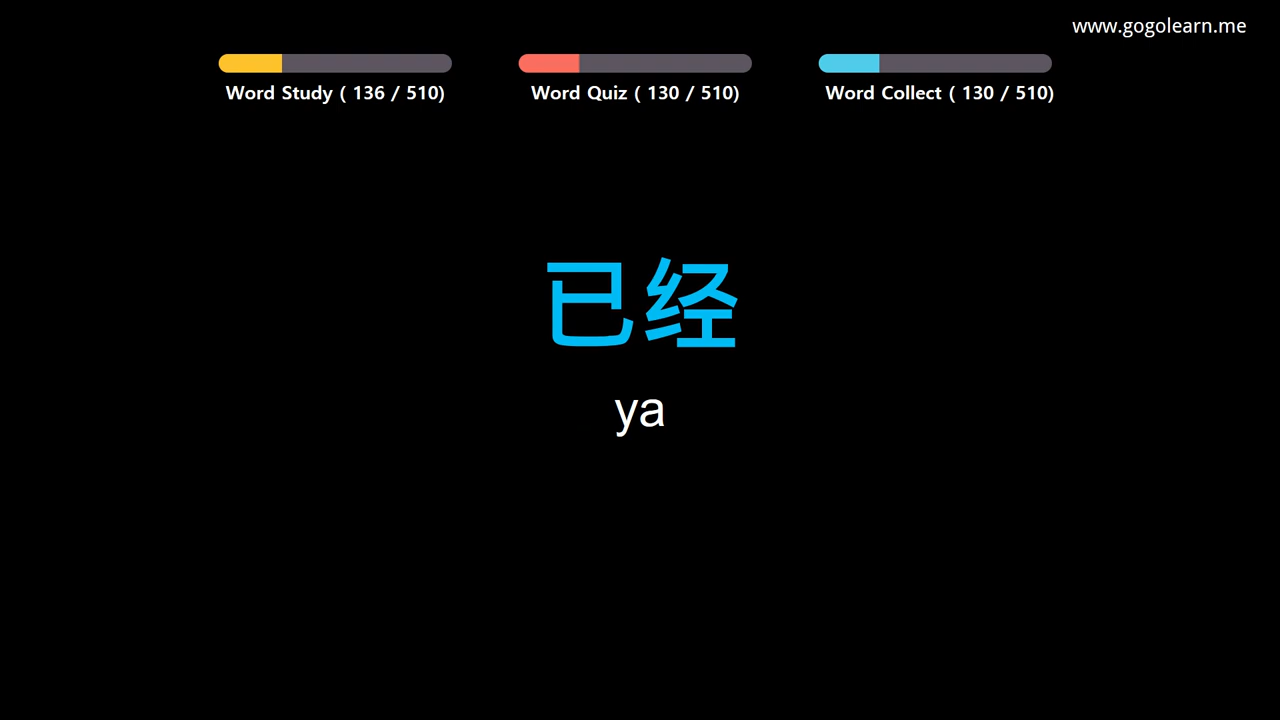 www.gogolearn.me
Word Study ( 136 / 510)
Word Quiz ( 130 / 510)
Word Collect ( 130 / 510)
已经
ya